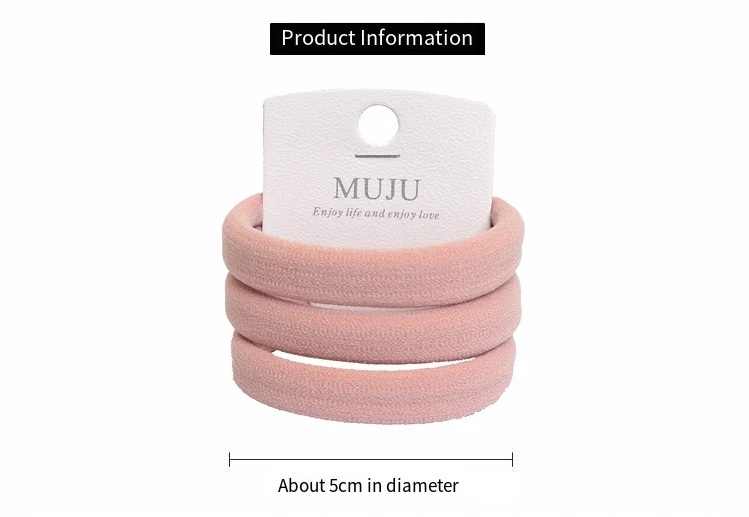 Product Information
MUJU
Enjoy life and enjoy love
About 5cm in diameter